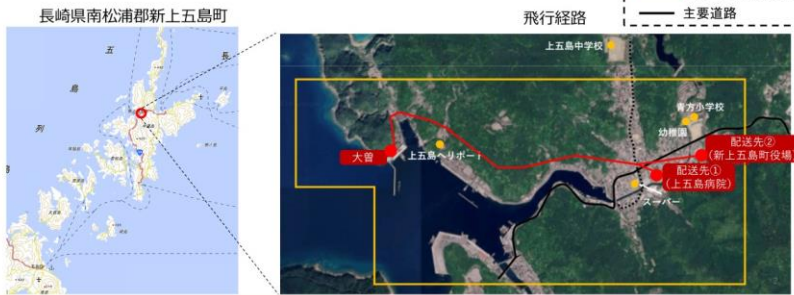 長崎県南松浦郡新上五島町
飛行経路
主要道路
上五島中学校
青方小学校
幼稚園
大曽
上五島ヘリポート
配送先②
(新上五島町役場)
配送先①
(上五島病院)
スーパー
五
島
列